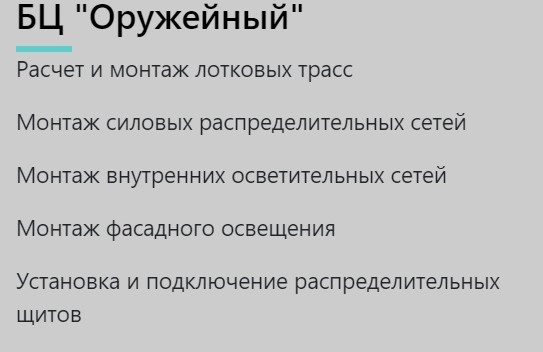 БЦ "Оружейный"
Расчет и монтаж лотковых трасс
Монтаж силовых распределительных сетей
Монтаж внутренних осветительных сетей
Монтаж фасадного освещения
Установка и подключение распределительных
щитов